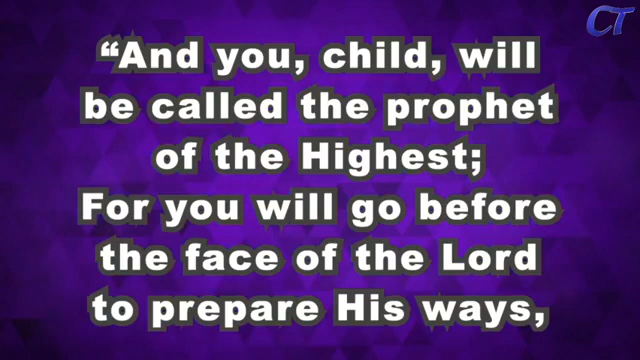 CT
“And you, child, will
be called the prophet
of the Highest;
For you will go before
the face of the Lord
to prepare His ways,